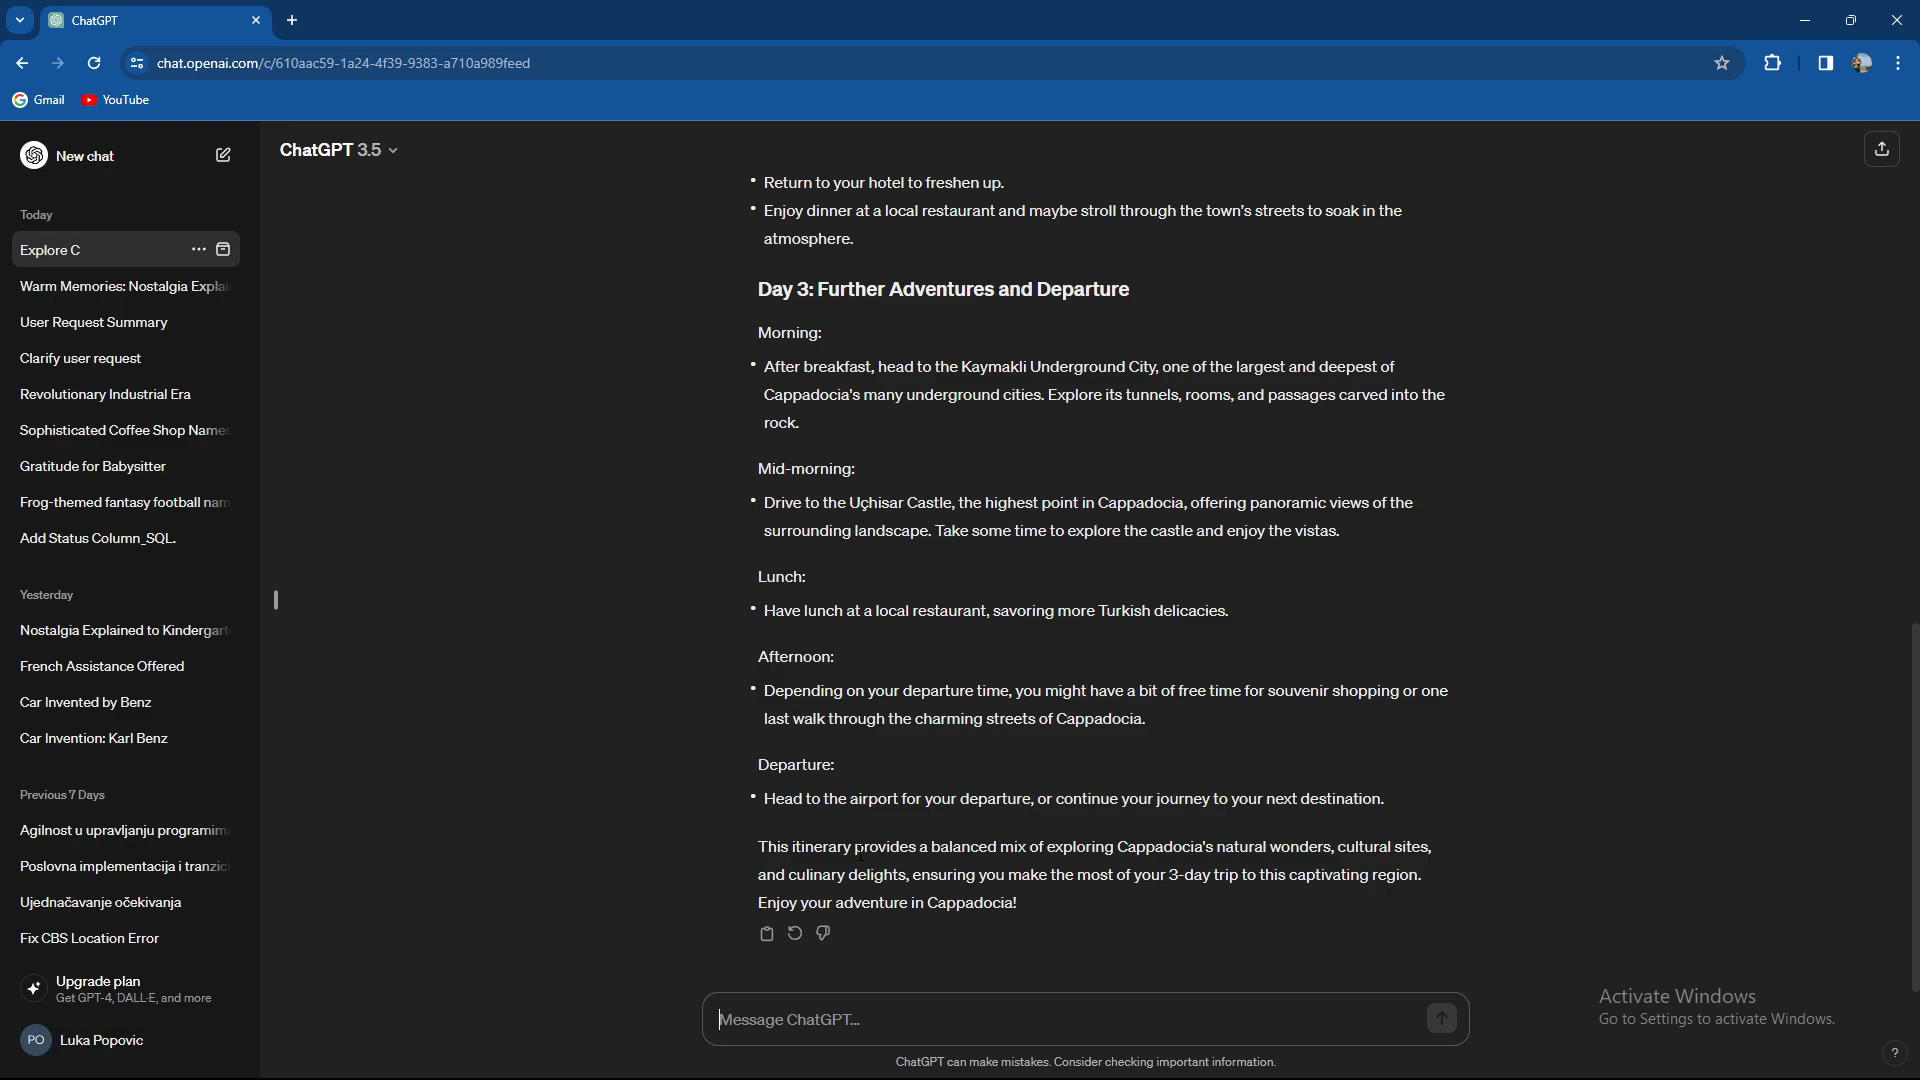 ChatGPT
chat.openai.com/c/610aac59-1a24-4f39-9383-a710a989feed
Gmail
YouTube
New chat
ChatGPT 3.5
Today
Explore C
Warm Memories: Nostalgia Explai
User Request Summary
Clarify user request
Revolutionary Industrial Era
Sophisticated Coffee Shop Names
Gratitude for Babysitter
Frog-themed fantasy football nam
Add Status Column_SQL.
Yesterday
Nostalgia Explained to Kindergart
French Assistance Offered
Car Invented by Benz
Car Invention: Karl Benz
Previous 7 Days
Agilnost u upravljanju programim
Poslovna implementacija i tranzic
Ujednačavanje očekivanja
Fix CBS Location Error
Upgrade plan
Get GPT-4, DALL·E, and more
PO
Luka Popovic
• Return to your hotel to freshen up.
• Enjoy dinner at a local restaurant and maybe stroll through the town's streets to soak in the
atmosphere.
Day 3: Further Adventures and Departure
Morning:
• After breakfast, head to the Kaymakli Underground City, one of the largest and deepest of
Cappadocia's many underground cities. Explore its tunnels, rooms, and passages carved into the
rock.
Mid-morning:
• Drive to the Uçhisar Castle, the highest point in Cappadocia, offering panoramic views of the
surrounding landscape. Take some time to explore the castle and enjoy the vistas.
Lunch:
• Have lunch at a local restaurant, savoring more Turkish delicacies.
Afternoon:
• Depending on your departure time, you might have a bit of free time for souvenir shopping or one
last walk through the charming streets of Cappadocia.
Departure:
• Head to the airport for your departure, or continue your journey to your next destination.
This itinerary provides a balanced mix of exploring Cappadocia's natural wonders, cultural sites,
and culinary delights, ensuring you make the most of your 3-day trip to this captivating region.
Enjoy your adventure in Cappadocia!
Message ChatGPT...
ChatGPT can make mistakes. Consider checking important information.
Activate Windows
Go to Settings to activate Windows.
?